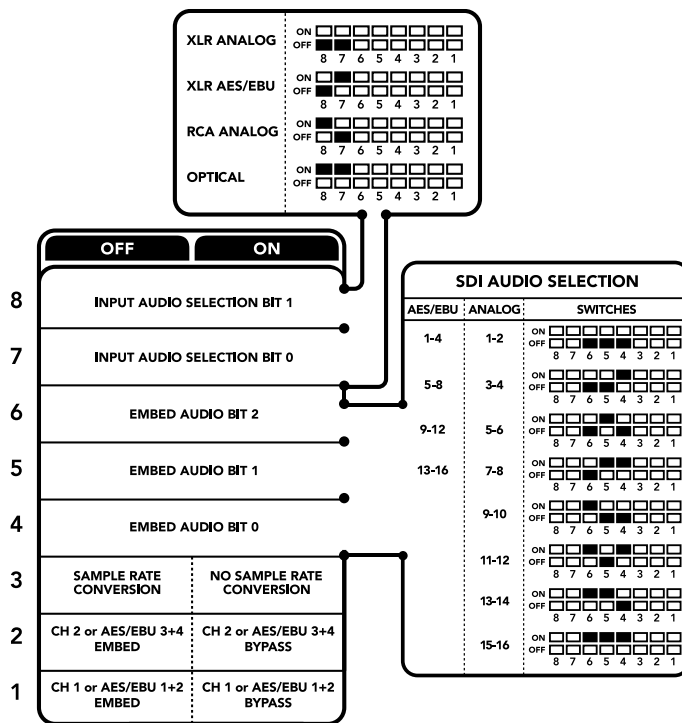 XLR ANALOG
ON
OFF
8 7 6 5 4 3 2 1
XLR AES/EBU
ON
OFF
8 7 6 5 4 3 2 1
RCA ANALOG
ON
OFF
8 7 6 5 4 3 2 1
OPTICAL
ON
OFF
8 7 6 5 4 3 2 1
OFF ON
8 INPUT AUDIO SELECTION BIT 1
7 INPUT AUDIO SELECTION BIT 0
6 EMBED AUDIO BIT 2
5 EMBED AUDIO BIT 1
4 EMBED AUDIO BIT 0
3 SAMPLE RATE CONVERSION NO SAMPLE RATE CONVERSION
2 CH 2 or AES/EBU 3+4 EMBED CH 2 or AES/EBU 3+4 BYPASS
1 CH 1 or AES/EBU 1+2 EMBED CH 1 or AES/EBU 1+2 BYPASS
SDI AUDIO SELECTION
AES/EBU ANALOG SWITCHES
1-4 1-2 ON
OFF
8 7 6 5 4 3 2 1
5-8 3-4 ON
OFF
8 7 6 5 4 3 2 1
9-12 5-6 ON
OFF
8 7 6 5 4 3 2 1
13-16 7-8 ON
OFF
8 7 6 5 4 3 2 1
9-10 ON
OFF
8 7 6 5 4 3 2 1
11-12 ON
OFF
8 7 6 5 4 3 2 1
13-14 ON
OFF
8 7 6 5 4 3 2 1
15-16 ON
OFF
8 7 6 5 4 3 2 1